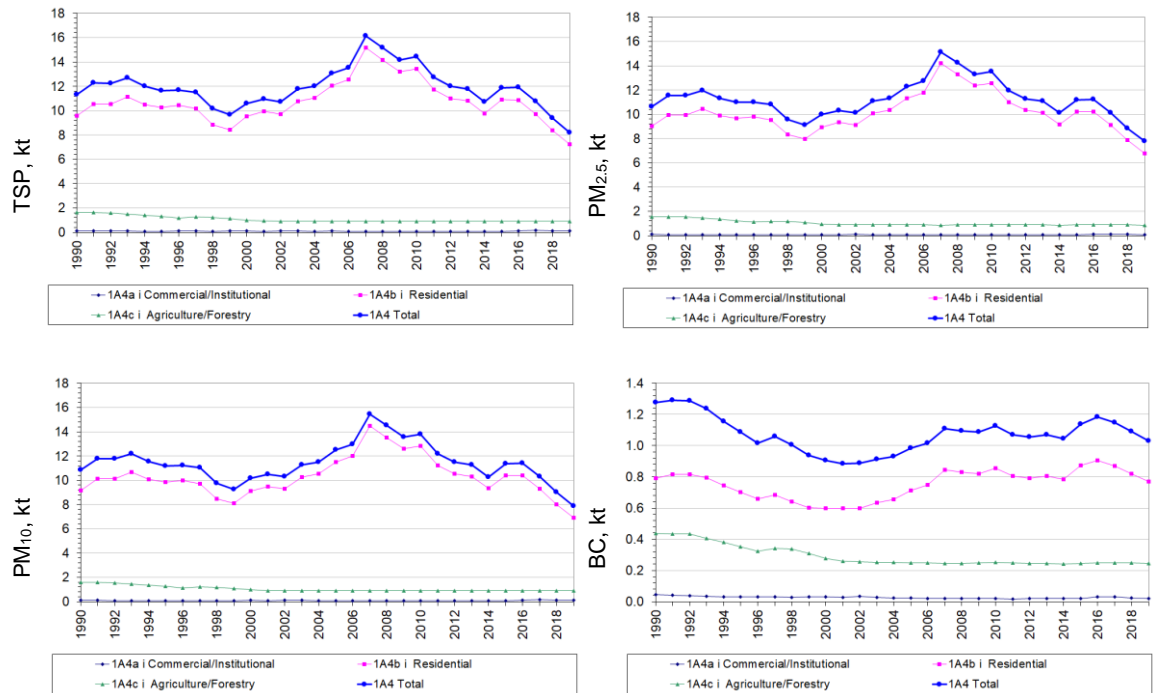 TSP, kt
18
16
14
12
10
8
6
4
2
0
1990 1992 1994 1996 1998 2000 2002 2004 2006 2008 2010 2012 2014 2016 2018
1A4a i Commercial/Institutional 1A4b i Residential
1A4c i Agriculture/Forestry 1A4 Total
PM2.5, kt
18
16
14
12
10
8
6
4
2
0
1990 1992 1994 1996 1998 2000 2002 2004 2006 2008 2010 2012 2014 2016 2018
1A4a i Commercial/Institutional 1A4b i Residential
1A4c i Agriculture/Forestry 1A4 Total
PM10, kt
18
16
14
12
10
8
6
4
2
0
1990 1992 1994 1996 1998 2000 2002 2004 2006 2008 2010 2012 2014 2016 2018
1A4a i Commercial/Institutional 1A4b i Residential
1A4c i Agriculture/Forestry 1A4 Total
BC, kt
1.4
1.2
1.0
0.8
0.6
0.4
0.2
0.0
1990 1992 1994 1996 1998 2000 2002 2004 2006 2008 2010 2012 2014 2016 2018
1A4a i Commercial/Institutional 1A4b i Residential
1A4c i Agriculture/Forestry 1A4 Total